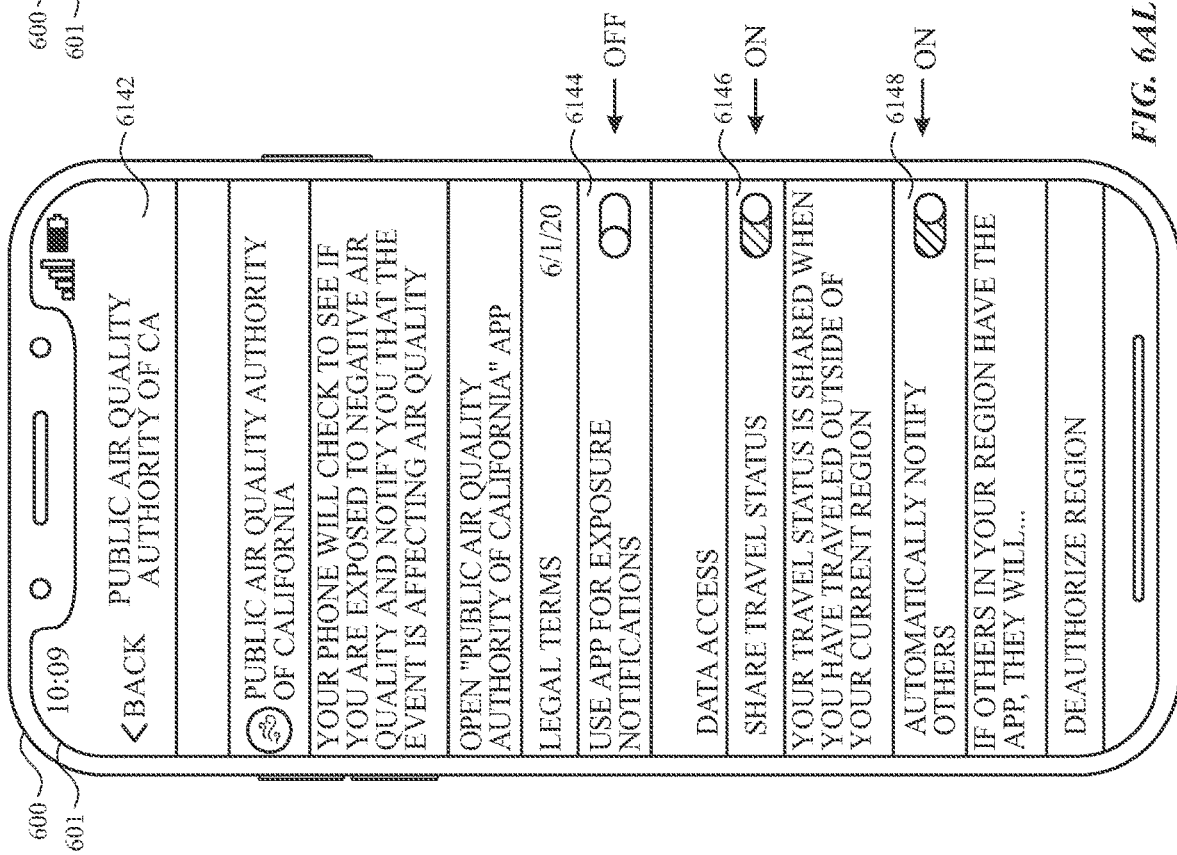 600
601
600
601
10:09
<BACK
PUBLIC AIR QUALITY
AUTHORITY OF CA
6142
PUBLIC AIR QUALITY AUTHORITY
OF CALIFORNIA
YOUR PHONE WILL CHECK TO SEE IF
YOU ARE EXPOSED TO NEGATIVE AIR
QUALITY AND NOTIFY YOU THAT THE
EVENT IS AFFECTING AIR QUALITY
OPEN "PUBLIC AIR QUALITY
AUTHORITY OF CALIFORNIA" APP
LEGAL TERMS 6/1/20
6144
USE APP FOR EXPOSURE
NOTIFICATIONS
OFF
DATA ACCESS
6146
SHARE TRAVEL STATUS
ON
YOUR TRAVEL STATUS IS SHARED WHEN
YOU HAVE TRAVELED OUTSIDE OF
YOUR CURRENT REGION
6148
AUTOMATICALLY NOTIFY
OTHERS
ON
IF OTHERS IN YOUR REGION HAVE THE
APP, THEY WILL...
DEAUTHORIZE REGION
FIG. 6AL